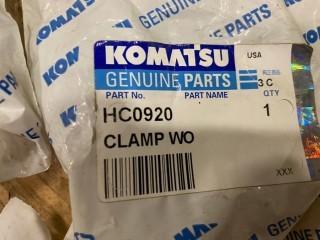 KOMATSU
USA
GENUINE PARTS
3 C
PART No.
PART NAME
QTY
HC0920
1
CLAMP WO
XXX